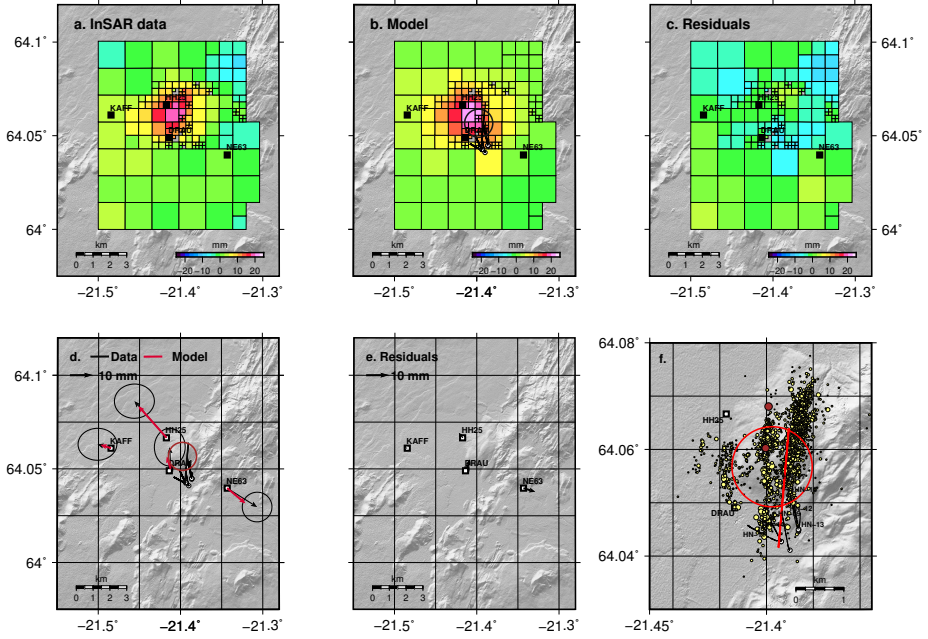 a. InSAR data
b. Model
c. Residuals
64.1˚
64.05˚
64˚
64.1˚
64.05˚
64˚
KAFF
HH25
DRAU
NE63
KAFF
HH25
DRAU
NE63
KAFF
HH25
DRAU
NE63
km
0 1 2 3
mm
−20 −10 0 10 20
km
0 1 2 3
mm
−20 −10 0 10 20
km
0 1 2 3
mm
−20 −10 0 10 20
−21.5˚ −21.4˚ −21.3˚
−21.5˚ −21.4˚ −21.3˚
−21.5˚ −21.4˚ −21.3˚
d. Data Model
10 mm
e. Residuals
10 mm
f.
64.1˚
64.05˚
64˚
64.08˚
64.06˚
64.04˚
KAFF
HH25
DRAU
NE63
KAFF
HH25
DRAU
NE63
HH25
DRAU
HN−13
km
0 1 2 3
km
0 1 2 3
km
0 1
−21.5˚ −21.4˚ −21.3˚
−21.5˚ −21.4˚ −21.3˚
−21.45˚ −21.4˚